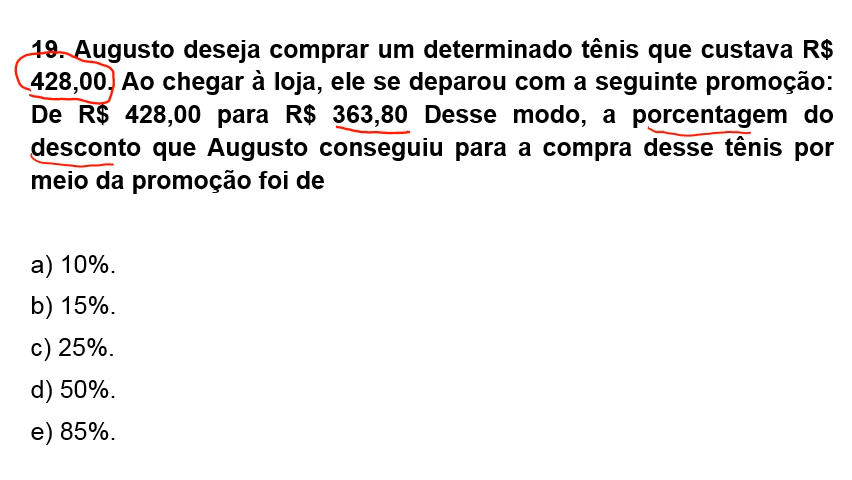 19. Augusto deseja comprar um determinado tênis que custava R$
428,00. Ao chegar à loja, ele se deparou com a seguinte promoção:
De R$ 428,00 para R$ 363,80 Desse modo, a porcentagem do
desconto que Augusto conseguiu para a compra desse tênis por
meio da promoção foi de
a) 10%.
b) 15%.
c) 25%.
d) 50%.
e) 85%.